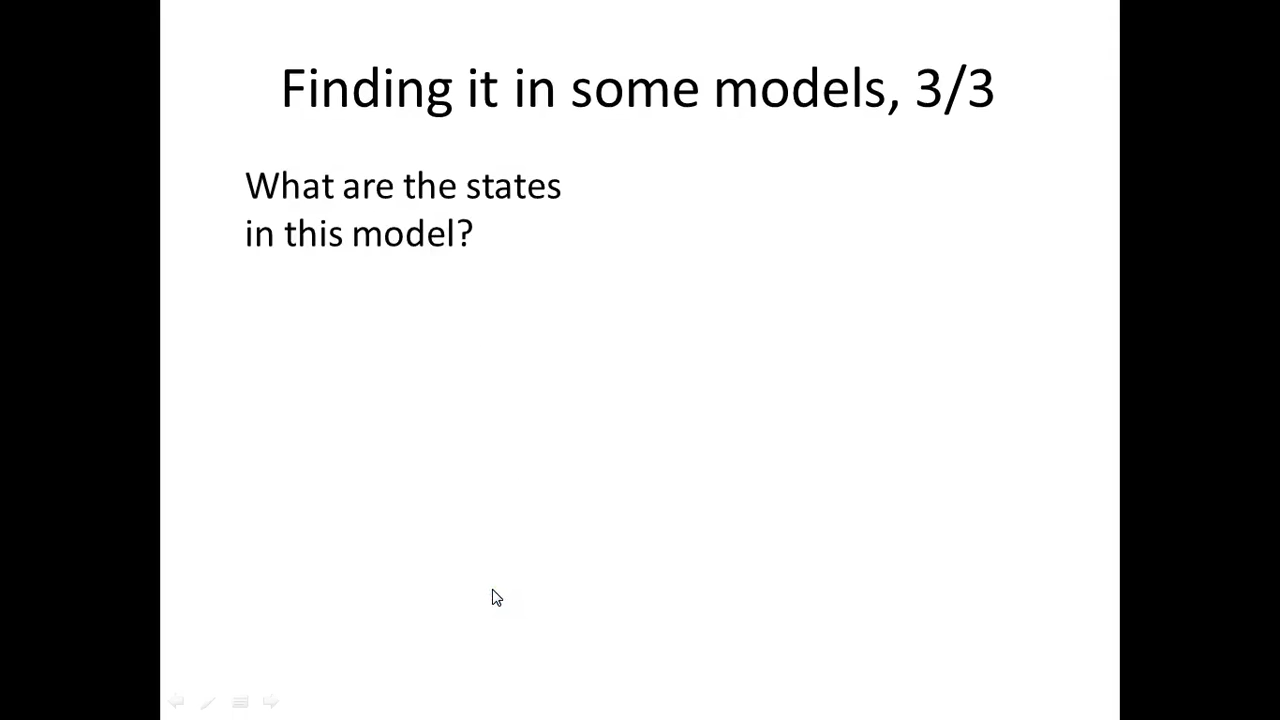 Finding it in some models, 3/3
What are the states
in this model?